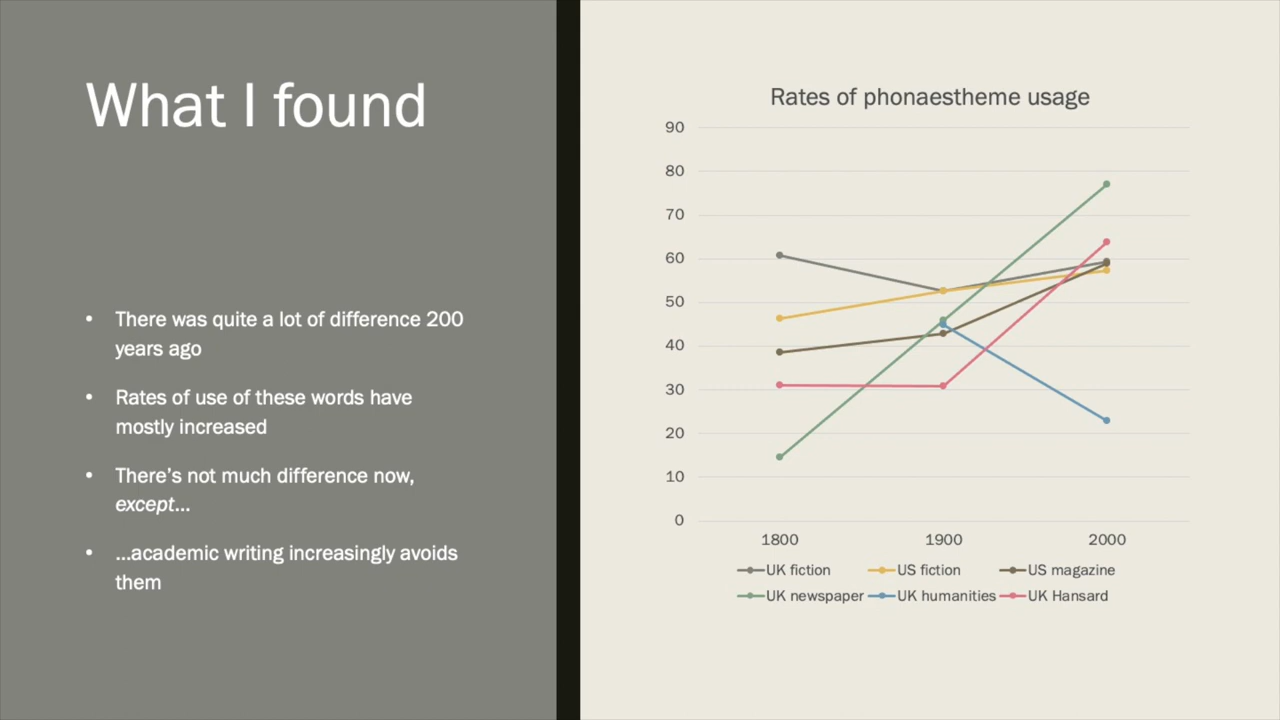 What I found
• There was quite a lot of difference 200
years ago
• Rates of use of these words have
mostly increased
• There's not much difference now,
except...
• ...academic writing increasingly avoids
them
Rates of phonaestheme usage
90
80
70
60
50
40
30
20
10
0
1800 1900 2000
UK fiction US fiction US magazine
UK newspaper UK humanities UK Hansard